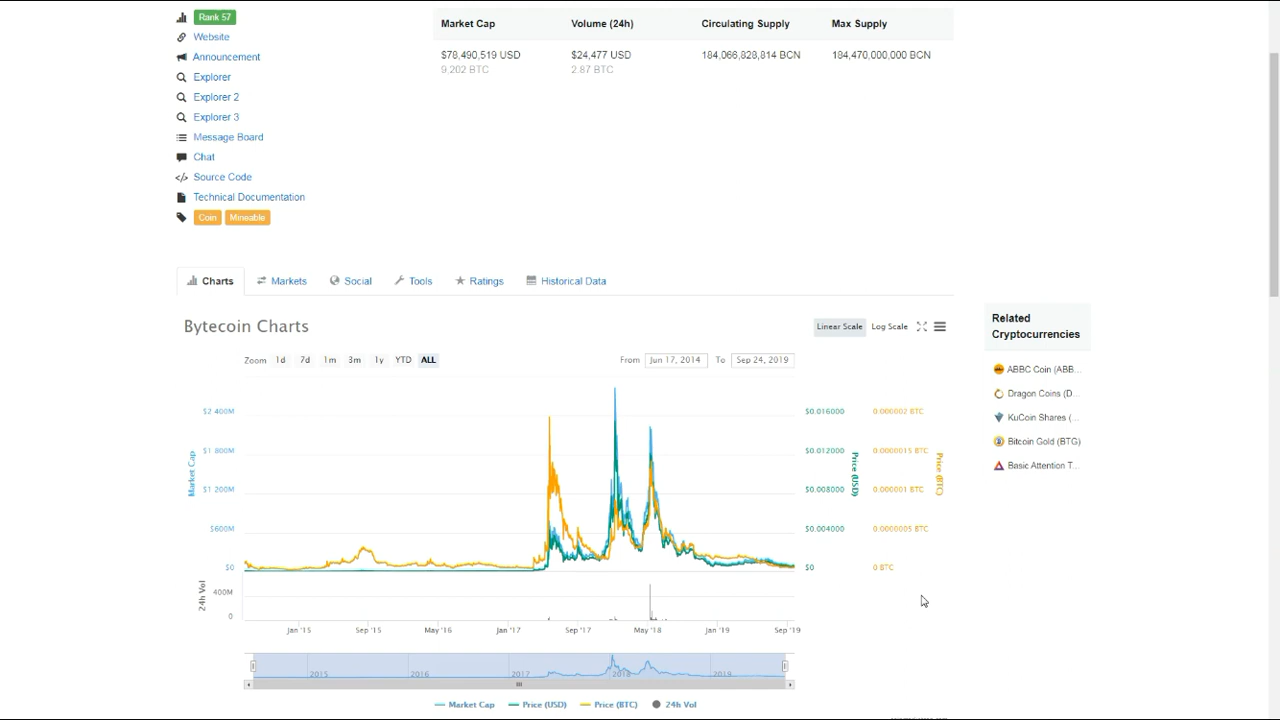 Rank 57
Website
Announcement
Explorer
Explorer 2
Explorer 3
Message Board
Chat
Source Code
Technical Documentation
Coin Mineable
Market Cap Volume (24h) Circulating Supply Max Supply
$78,490,519 USD $24,477 USD 184,066,828,814 BCN 184,470,000,000 BCN
9,202 BTC 2.87 BTC
Charts Markets Social Tools Ratings Historical Data
Bytecoin Charts
Linear Scale Log Scale
Zoom 1d 7d 1m 3m 1y YTD ALL From Jun 17, 2014 To Sep 24, 2019
$2 400M $0.016000 0.000002 BTC
$1 800M $0.012000 0.0000015 BTC
$1 200M $0.008000 0.000001 BTC
$600M $0.004000 0.0000005 BTC
$0 $0 0 BTC
Market Cap
Price (USD)
Price (BTC)
24h Vol
400M
0
Jan '15 Sep '15 May '16 Jan '17 Sep '17 May '18 Jan '19 Sep '19
2015 2016 2017 2018 2019
Market Cap Price (USD) Price (BTC) 24h Vol
Related
Cryptocurrencies
ABBC Coin (ABB...
Dragon Coins (D...
KuCoin Shares (...
Bitcoin Gold (BTG)
Basic Attention T...